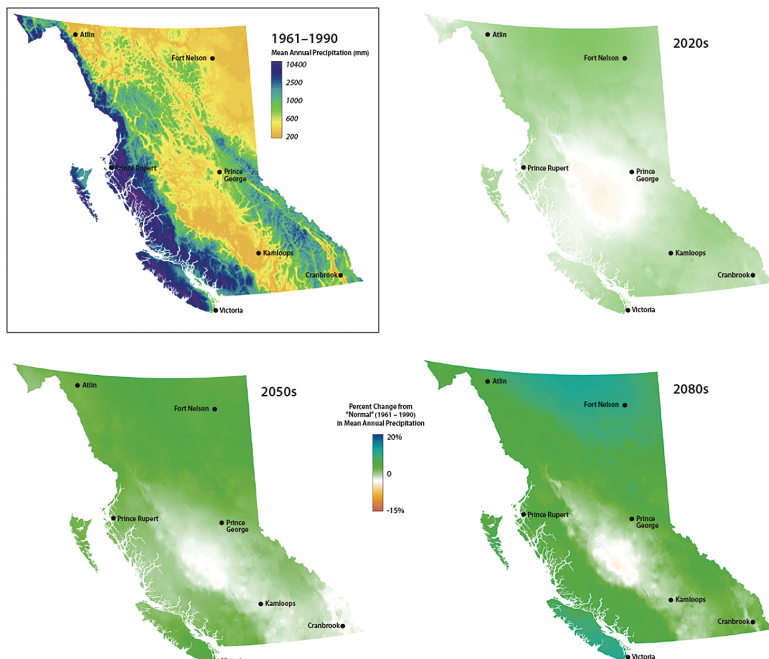 1961–1990
Mean Annual Precipitation (mm)
10400
2500
1000
600
200
Atlin
Fort Nelson
Prince Rupert
Prince
George
Kamloops
Cranbrook
Victoria
2020s
Atlin
Fort Nelson
Prince Rupert
Prince
George
Kamloops
Cranbrook
Victoria
2050s
Atlin
Fort Nelson
Prince Rupert
Prince
George
Kamloops
Cranbrook
Percent Change from
"Normal" (1961 – 1990)
in Mean Annual Precipitation
20%
0
-15%
2080s
Atlin
Fort Nelson
Prince Rupert
Prince
George
Kamloops
Cranbrook
Victoria